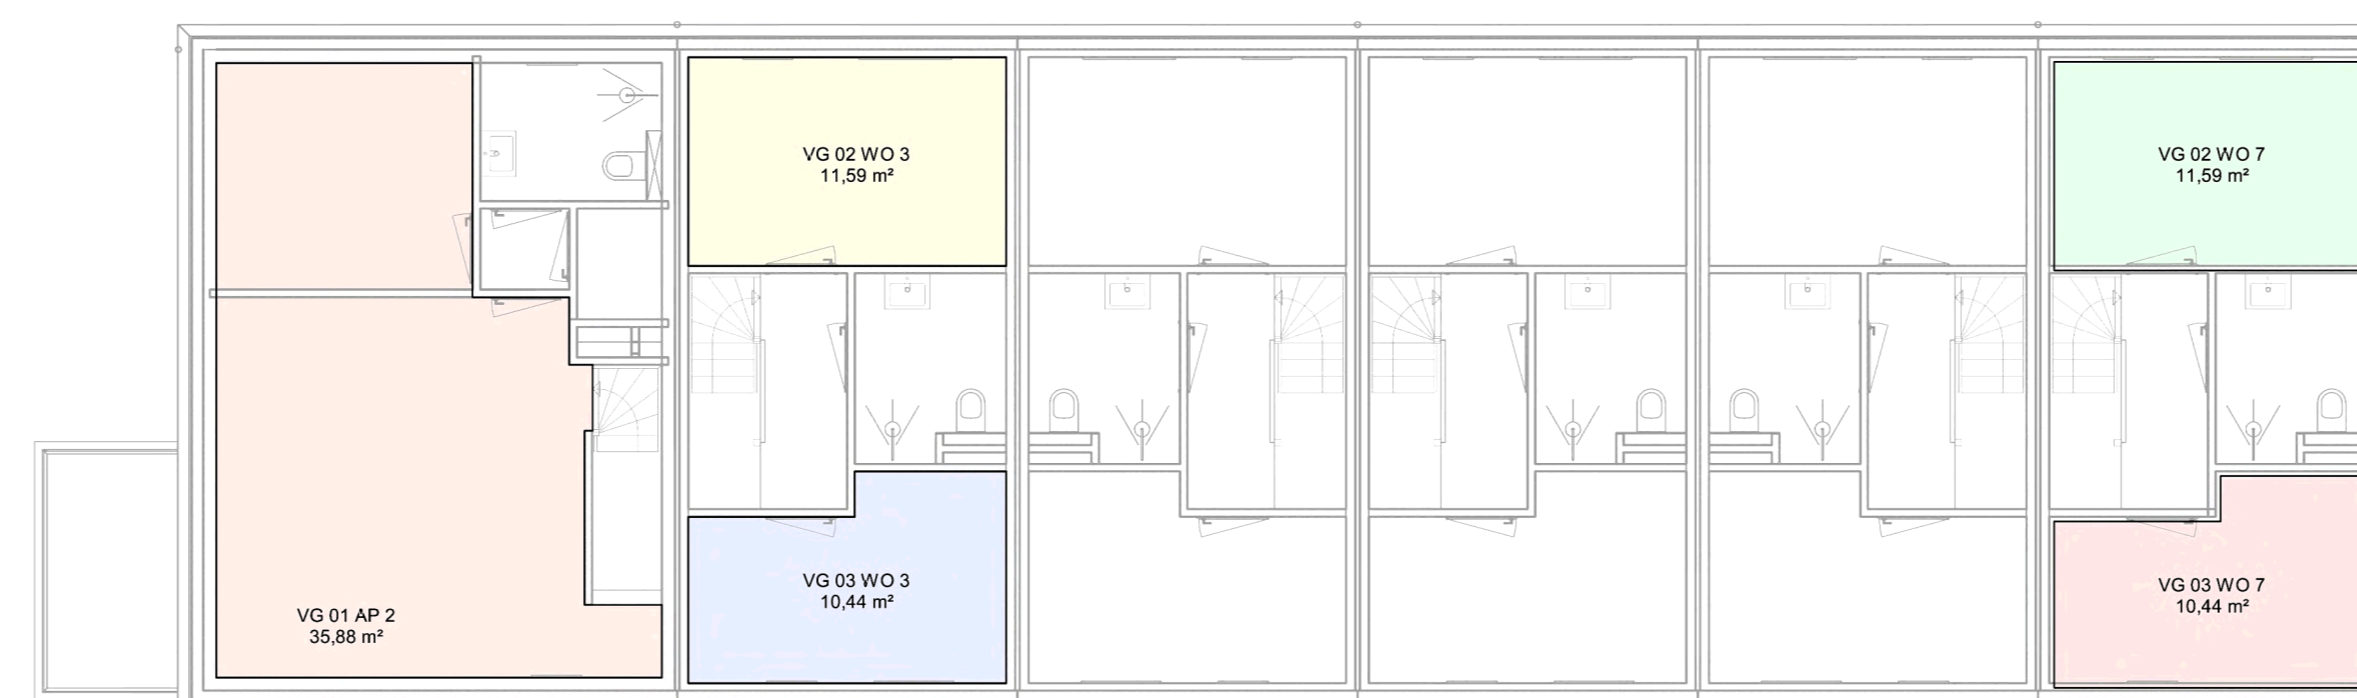 VG 02 WO 3
11,59 m²
VG 02 WO 7
11,59 m²
VG 03 WO 3
10,44 m²
VG 03 WO 7
10,44 m²
VG 01 AP 2
35,88 m²